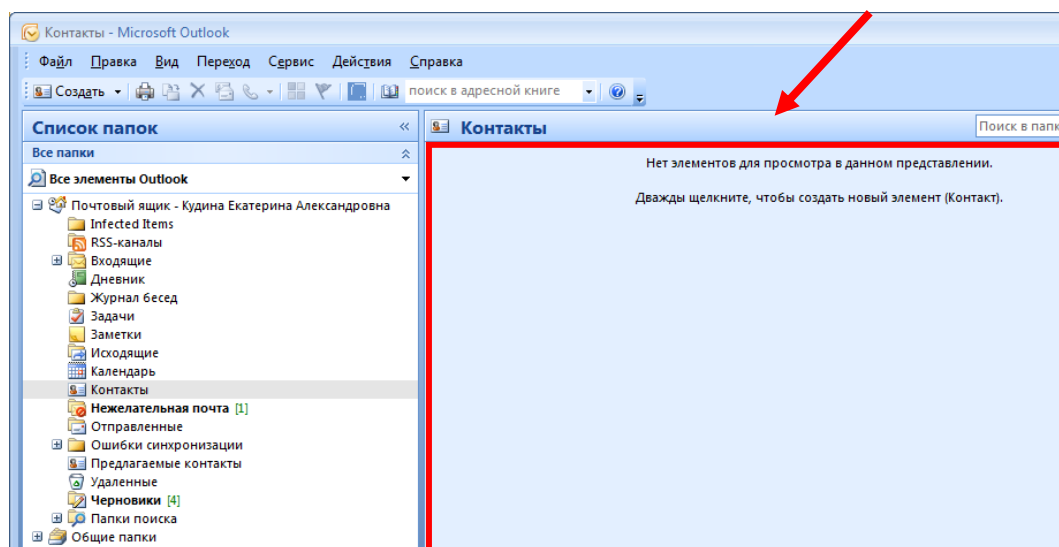 Контакты - Microsoft Outlook
Файл Правка Вид Переход Сервис Действия Справка
Создать поиск в адресной книге
Список папок
Все папки
Все элементы Outlook
Почтовый ящик - Кудина Екатерина Александровна
Infected Items
RSS-каналы
Входящие
Дневник
Журнал бесед
Задачи
Заметки
Исходящие
Календарь
Контакты
Нежелательная почта [1]
Отправленные
Ошибки синхронизации
Предлагаемые контакты
Удаленные
Черновики [4]
Папки поиска
Общие папки
Контакты
Поиск в
Нет элементов для просмотра в данном представлении.
Дважды щелкните, чтобы создать новый элемент (Контакт).